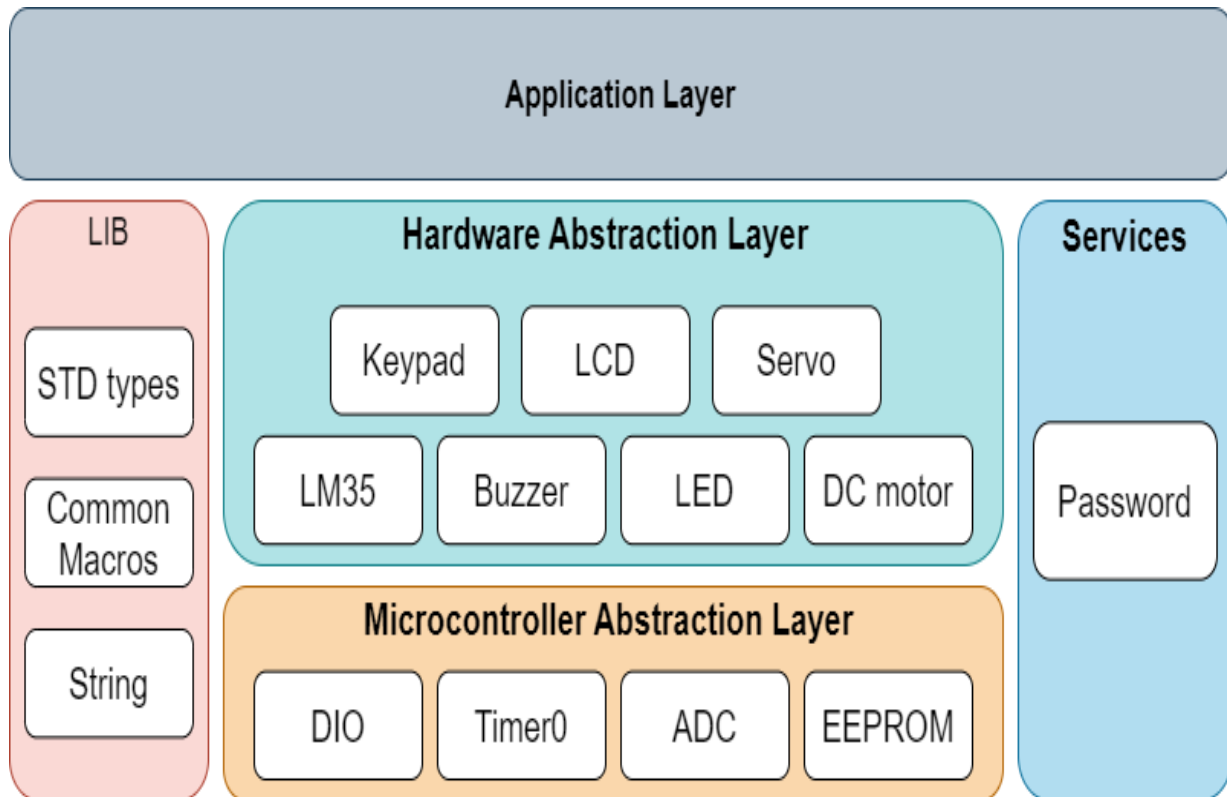 Application Layer
LIB
STD types
Common
Macros
String
Hardware Abstraction Layer
Keypad
LCD
Servo
LM35
Buzzer
LED
DC motor
Microcontroller Abstraction Layer
DIO
Timer0
ADC
EEPROM
Services
Password